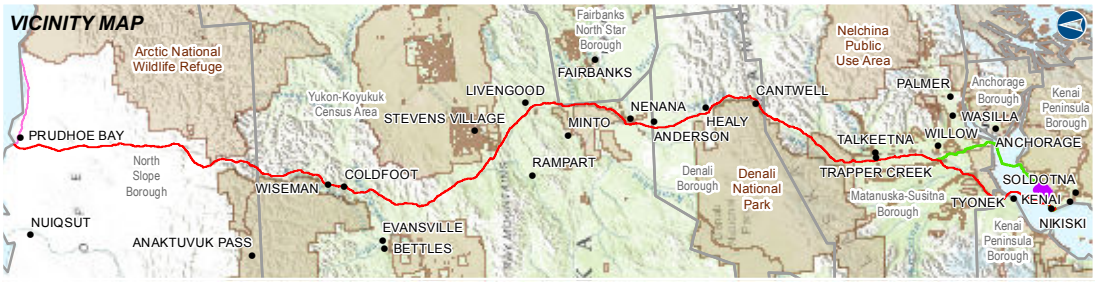 VICINITY MAP
Arctic National
Wildlife Refuge
Fairbanks
North Star
Borough
FAIRBANKS
Nelchina
Public
Use Area
PALMER
Anchorage
Borough
Kenai
Peninsula
Borough
LIVENGOOD
Yukon-Koyukuk
Census Area
STEVENS VILLAGE
MINTO
NENANA
ANDERSON
HEALY
CANTWELL
WASILLA
WILLOW
ANCHORAGE
TALKEETNA
TRAPPER CREEK
PRUDHOE BAY
North
Slope
Borough
WISEMAN
COLDFOOT
RAMPART
Denali
Borough
Denali
National
Park
Matanuska-Susitna
Borough
SOLDOTNA
TYONEK
KENAI
NIKISKI
NUIQSUT
ANAKTUVUK PASS
EVANSVILLE
BETTLES
Kenai
Peninsula
Borough